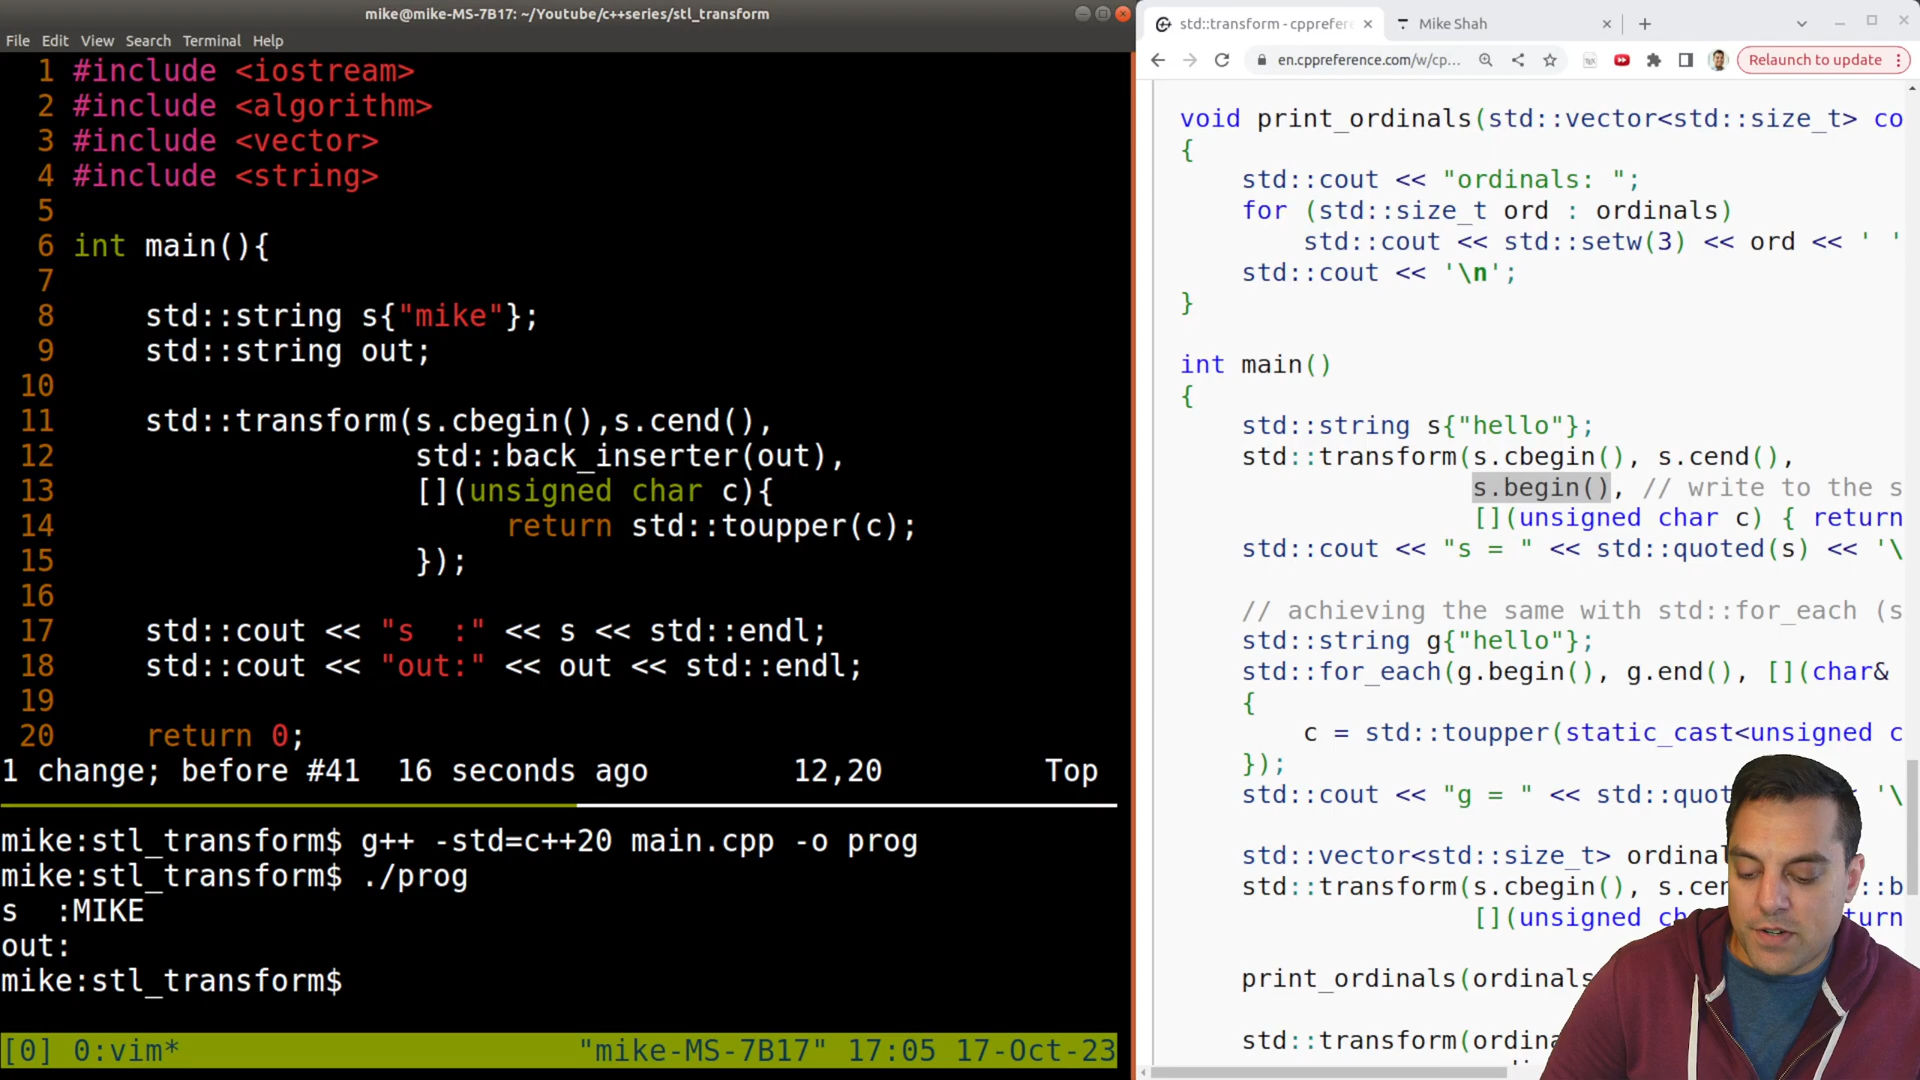 mike@mike-MS-7B17: ~/Youtube/c++series/stl_transform
File Edit View Search Terminal Help
1 #include <iostream>
2 #include <algorithm>
3 #include <vector>
4 #include <string>
5
6 int main(){
7
8     std::string s{"mike"};
9     std::string out;
10
11     std::transform(s.cbegin(),s.cend(),
12                    std::back_inserter(out),
13                    [](unsigned char c){
14                         return std::toupper(c);
15                    });
16
17     std::cout << "s  :" << s << std::endl;
18     std::cout << "out:" << out << std::endl;
19
20     return 0;
1 change; before #41  16 seconds ago        12,20         Top
mike:stl_transform$ g++ -std=c++20 main.cpp -o prog
mike:stl_transform$ ./prog
s  :MIKE
out:
mike:stl_transform$
[0] 0:vim*                      "mike-MS-7B17" 17:05 17-Oct-23
std::transform - cpprefere
Mike Shah
en.cppreference.com/w/cp...
Relaunch to update
void print_ordinals(std::vector<std::size_t> co
{
    std::cout << "ordinals: ";
    for (std::size_t ord : ordinals)
        std::cout << std::setw(3) << ord << ' '
    std::cout << '\n';
}
int main()
{
    std::string s{"hello"};
    std::transform(s.cbegin(), s.cend(),
                   s.begin(), // write to the s
                   [](unsigned char c) { return
    std::cout << "s = " << std::quoted(s) << '\
    // achieving the same with std::for_each (s
    std::string g{"hello"};
    std::for_each(g.begin(), g.end(), [](char&
    {
        c = std::toupper(static_cast<unsigned c
    });
    std::cout << "g = " << std::quot '\
    std::vector<std::size_t> ordinal
    std::transform(s.cbegin(), s.cen ::b
                   [](unsigned ch turn
    print_ordinals(ordinals
    std::transform(ordin